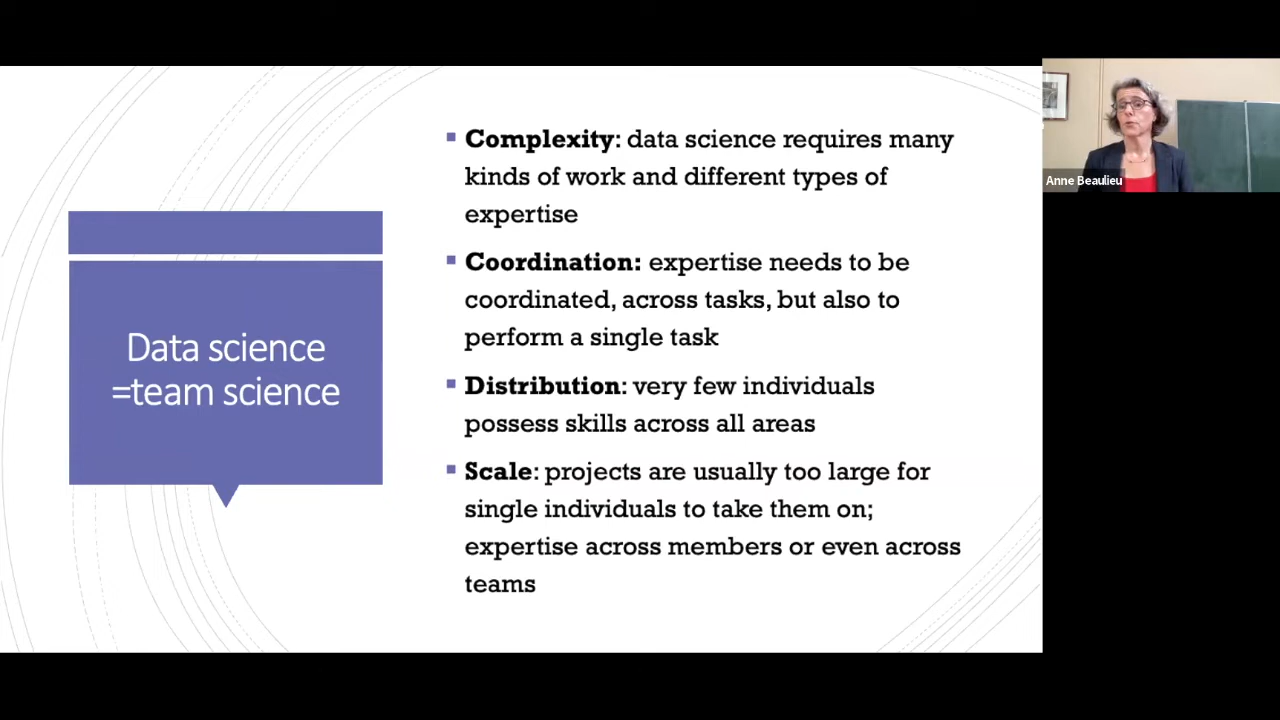 Data science
=team science
Complexity: data science requires many
kinds of work and different types of
expertise
Coordination: expertise needs to be
coordinated, across tasks, but also to
perform a single task
Distribution: very few individuals
possess skills across all areas
Scale: projects are usually too large for
single individuals to take them on;
expertise across members or even across
teams
Anne Beaulieu